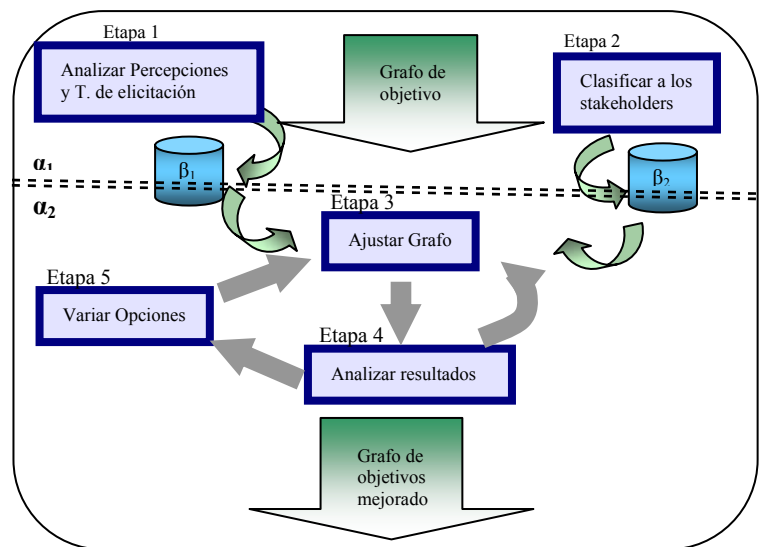 Etapa 1
Analizar Percepciones
y T. de elicitación
Grafo de
objetivo
Etapa 2
Clasificar a los
stakeholders
α₁
β₁
β₂
α₂
Etapa 3
Ajustar Grafo
Etapa 5
Variar Opciones
Etapa 4
Analizar resultados
Grafo de
objetivos
mejorado